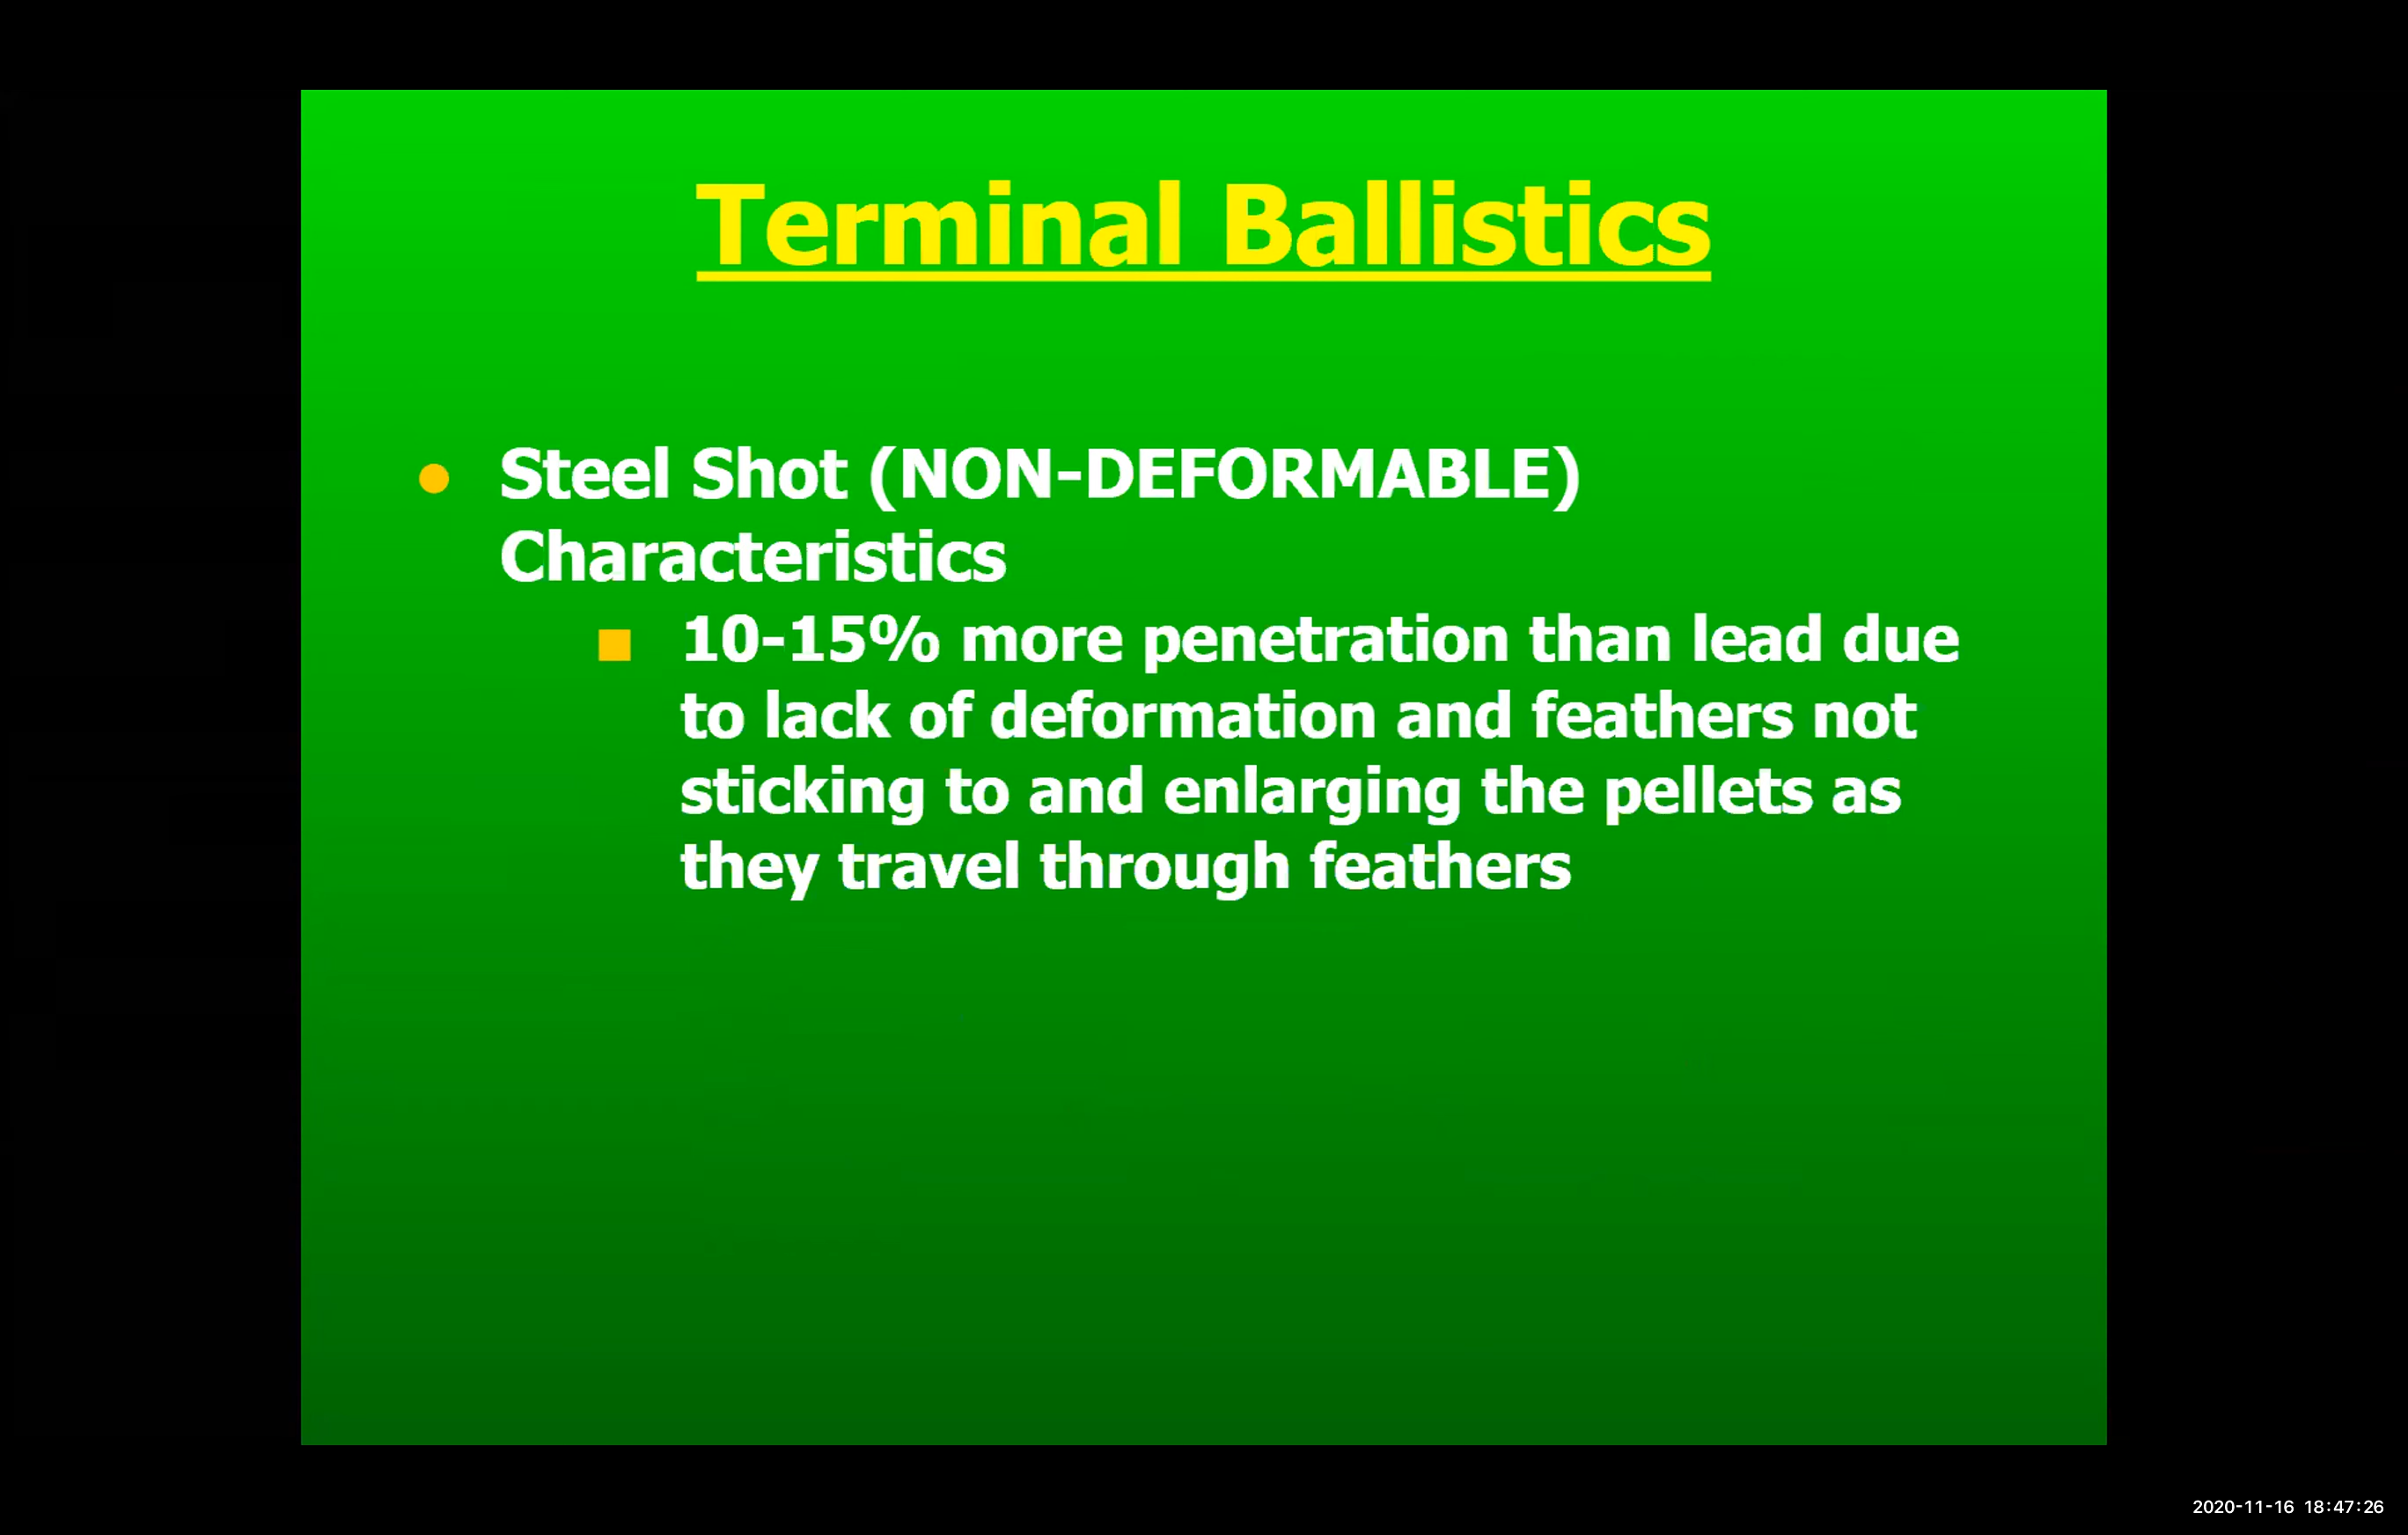 Terminal Ballistics
Steel Shot (NON-DEFORMABLE)
Characteristics
10-15% more penetration than lead due
to lack of deformation and feathers not
sticking to and enlarging the pellets as
they travel through feathers
2020-11-16 18:47:26